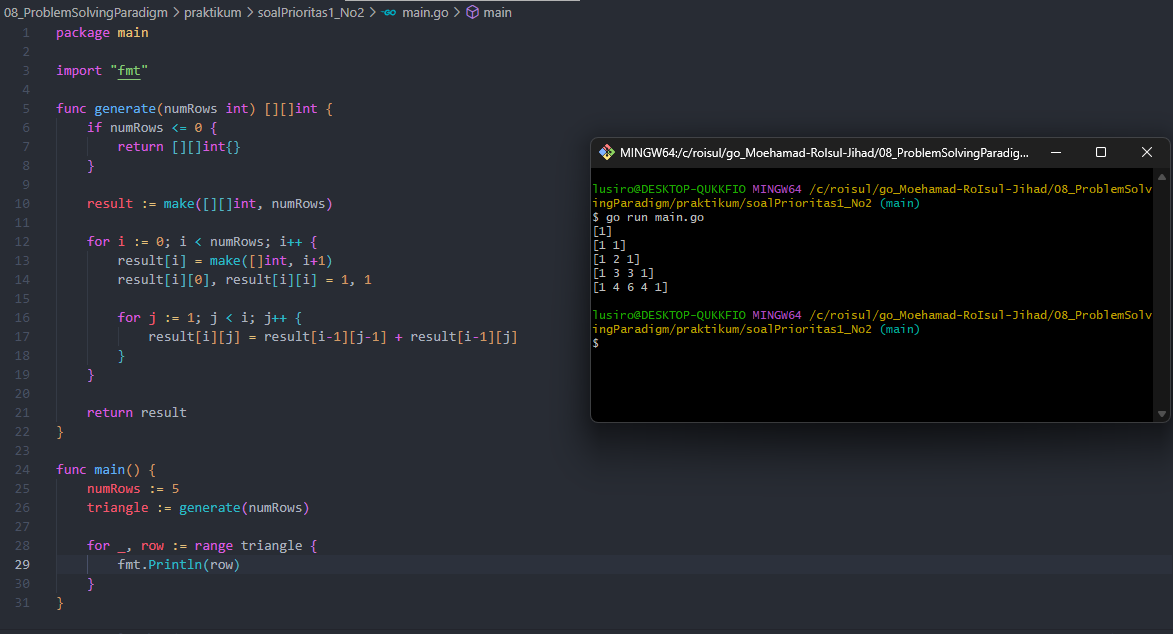 08_ProblemSolvingParadigm > praktikum > soalPrioritas1_No2 > main.go > main
1 package main
2
3 import "fmt"
4
5 func generate(numRows int) [][]int {
6 if numRows <= 0 {
7 return [][]int{}
8 }
9
10 result := make([][]int, numRows)
11
12 for i := 0; i < numRows; i++ {
13 result[i] = make([]int, i+1)
14 result[i][0], result[i][i] = 1, 1
15
16 for j := 1; j < i; j++ {
17 result[i][j] = result[i-1][j-1] + result[i-1][j]
18 }
19 }
20
21 return result
22 }
23
24 func main() {
25 numRows := 5
26 triangle := generate(numRows)
27
28 for _, row := range triangle {
29 fmt.Println(row)
30 }
31 }
MINGW64:/c/roisul/go_Moehamad-RoIsul-Jihad/08_ProblemSolvingParadig...
lusiro@DESKTOP-QUKKFIO MINGW64 /c/roisul/go_Moehamad-RoIsul-Jihad/08_ProblemSolv
ingParadigm/praktikum/soalPrioritas1_No2 (main)
$ go run main.go
[1]
[1 1]
[1 2 1]
[1 3 3 1]
[1 4 6 4 1]
lusiro@DESKTOP-QUKKFIO MINGW64 /c/roisul/go_Moehamad-RoIsul-Jihad/08_ProblemSolv
ingParadigm/praktikum/soalPrioritas1_No2 (main)
$